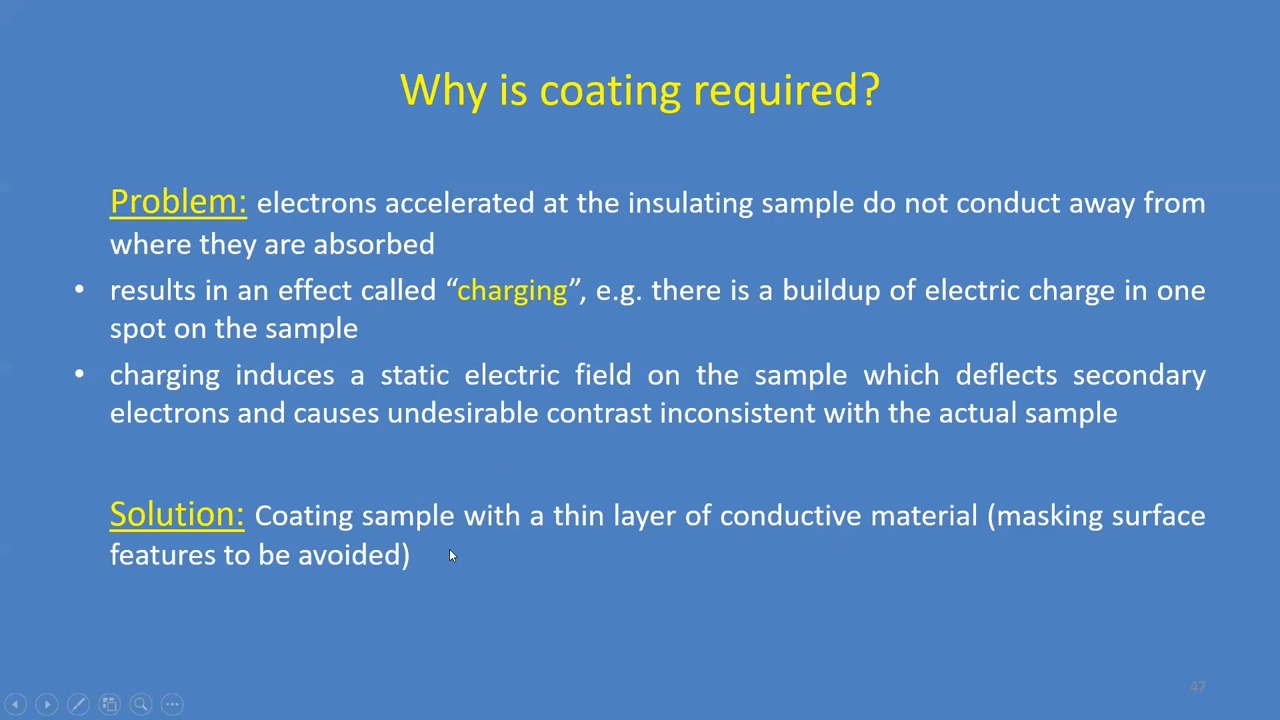 Why is coating required?
Problem: electrons accelerated at the insulating sample do not conduct away from
where they are absorbed
• results in an effect called “charging”, e.g. there is a buildup of electric charge in one
spot on the sample
• charging induces a static electric field on the sample which deflects secondary
electrons and causes undesirable contrast inconsistent with the actual sample
Solution: Coating sample with a thin layer of conductive material (masking surface
features to be avoided)
47